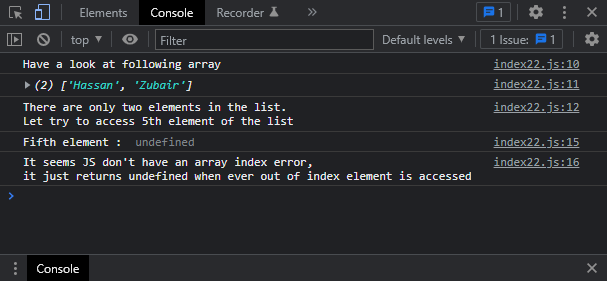 Elements Console Recorder » 1
top Filter Default levels 1 Issue: 1
Have a look at following array index22.js:10
(2) ['Hassan', 'Zubair'] index22.js:11
There are only two elements in the list. index22.js:12
Let try to access 5th element of the list
Fifth element : undefined index22.js:15
It seems JS don't have an array index error, index22.js:16
it just returns undefined when ever out of index element is accessed
Console